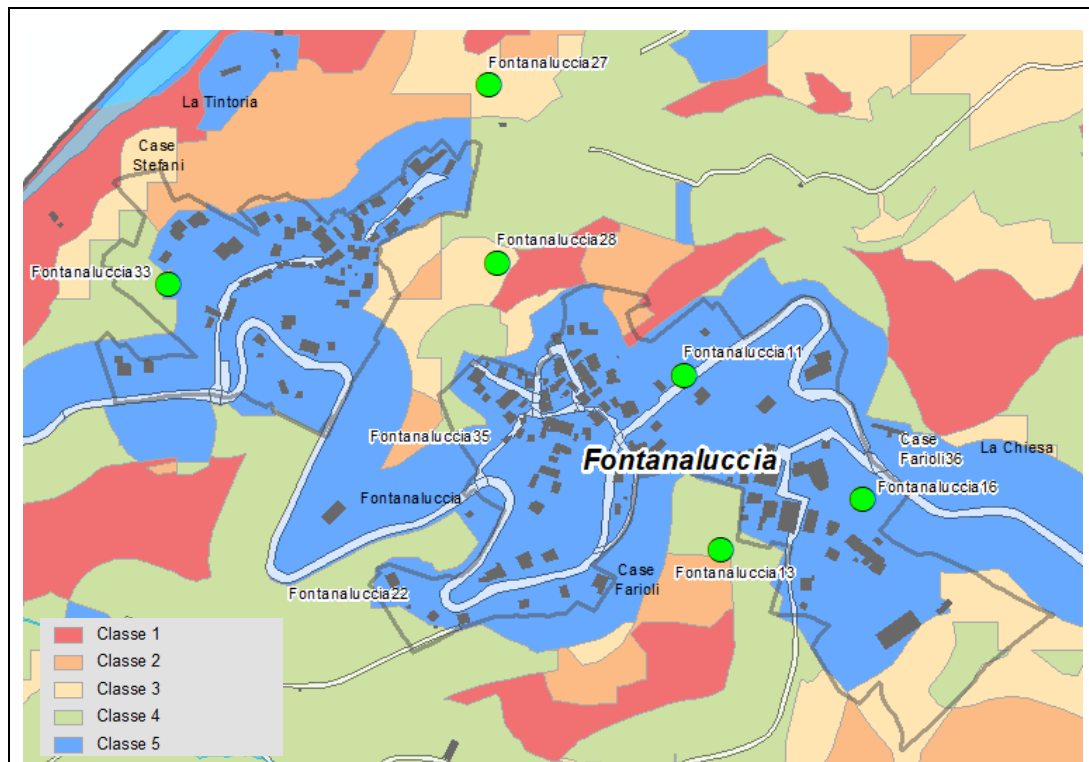 Fontanaluccia27
La Tintoria
Case
Stefani
Fontanaluccia28
Fontanaluccia33
Fontanaluccia11
Fontanaluccia35
Fontanaluccia
Case
Farioli36
La Chiesa
Fontanaluccia
Fontanaluccia16
Case
Farioli
Fontanaluccia13
Fontanaluccia22
Classe 1
Classe 2
Classe 3
Classe 4
Classe 5